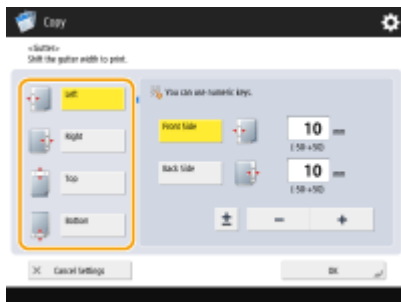 Copy
<Gutter>
Shift the gutter width to print.
Left
Right
Top
Bottom
You can use numeric keys.
Front Side
10 mm
(-50-+50)
Back Side
10 mm
(-50-+50)
± − +
× Cancel Settings
OK